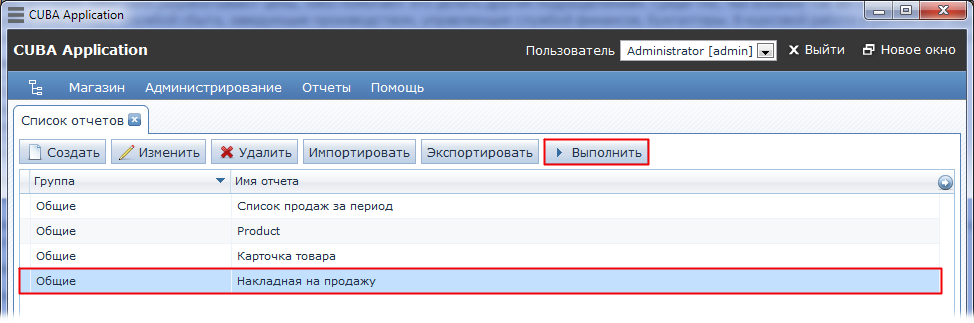 CUBA Application
CUBA Application Пользователь Administrator [admin] Выйти Новое окно
Магазин Администрирование Отчеты Помощь
Список отчетов
Создать Изменить Удалить Импортировать Экспортировать Выполнить
Группа Имя отчета
Общие Список продаж за период
Общие Product
Общие Карточка товара
Общие Накладная на продажу